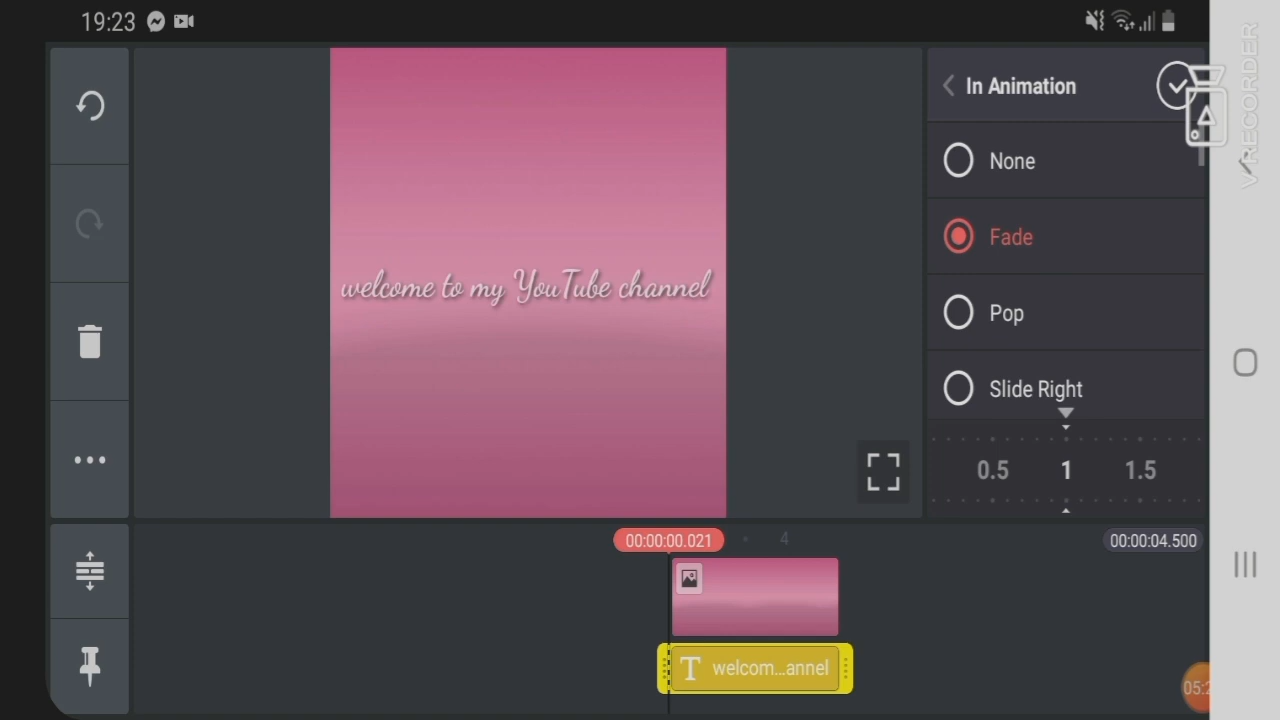 19:23
In Animation
None
Fade
welcome to my YouTube channel
Pop
Slide Right
0.5 1 1.5
00:00:00.021
4
00:00:04.500
T welcom...annel
V RECORDER